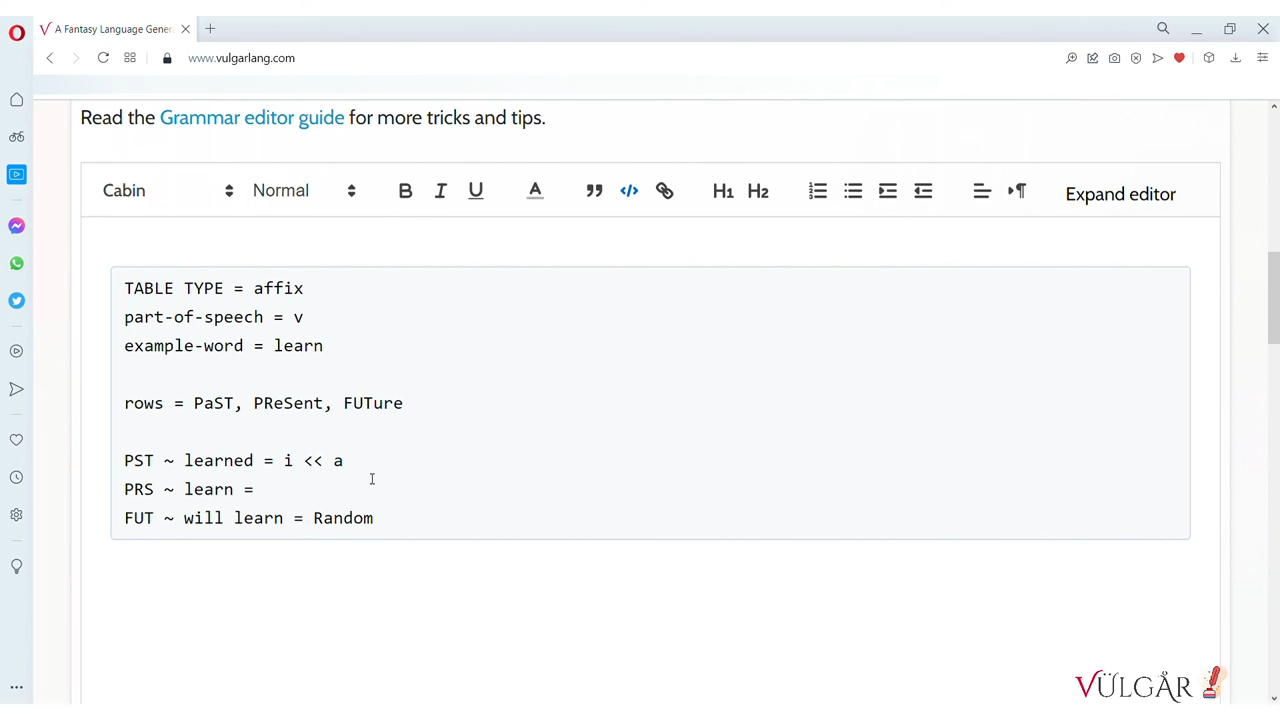 A Fantasy Language Gener
www.vulgarlang.com
Read the Grammar editor guide for more tricks and tips.
Cabin
Normal
B I U A
H1 H2
Expand editor
TABLE TYPE = affix
part-of-speech = v
example-word = learn
rows = PaST, PReSent, FUTure
PST ~ learned = i << a
PRS ~ learn =
FUT ~ will learn = Random
VÜLGÅR